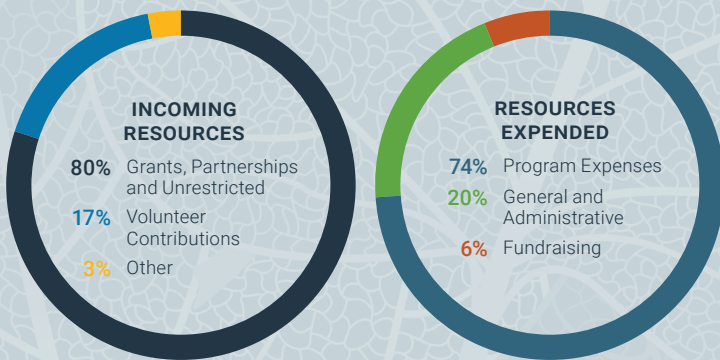 INCOMING
RESOURCES
80% Grants, Partnerships
and Unrestricted
17% Volunteer
Contributions
3% Other
RESOURCES
EXPENDED
74% Program Expenses
20% General and
Administrative
6% Fundraising